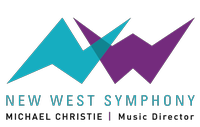 NEW WEST SYMPHONY
MICHAEL CHRISTIE | Music Director